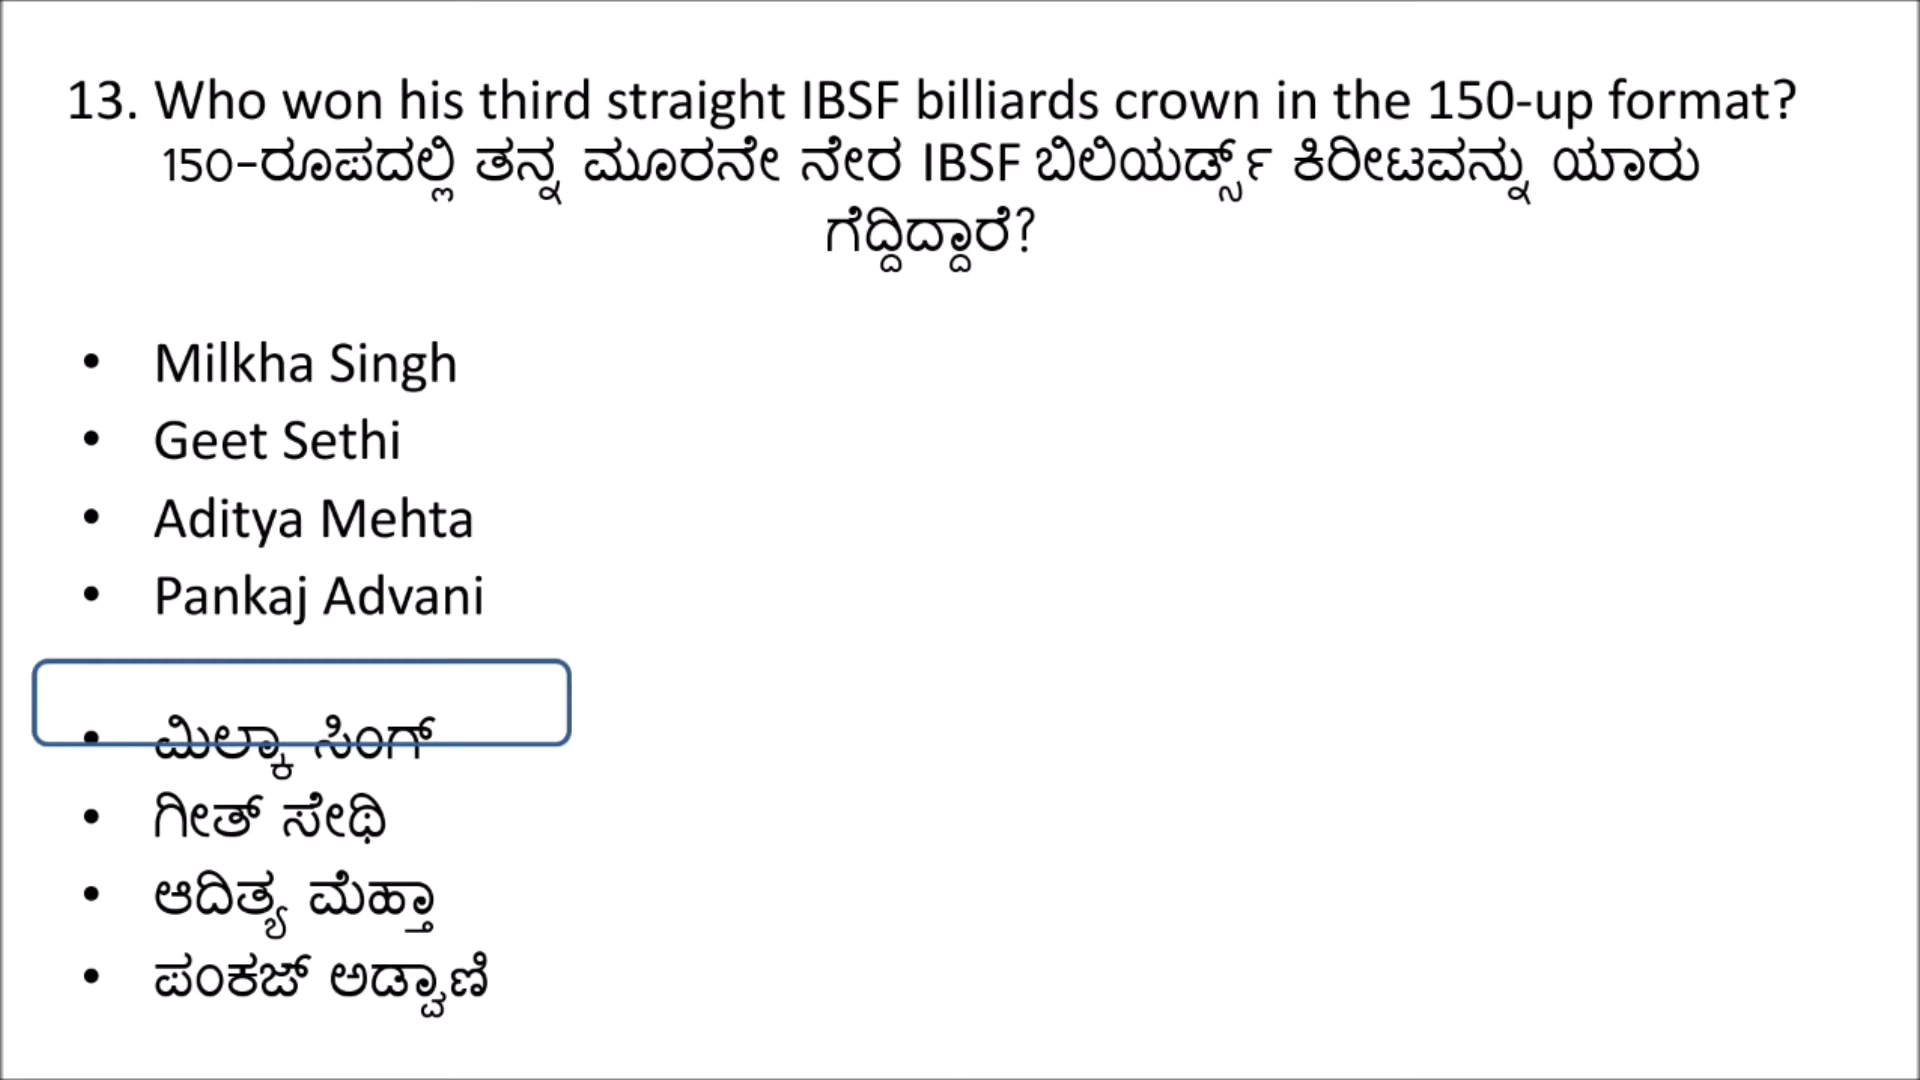 13. Who won his third straight IBSF billiards crown in the 150-up format?
150-ರೂಪದಲ್ಲಿ ತನ್ನ ಮೂರನೇ ನೇರ IBSF ಬಿಲಿಯರ್ಡ್ಸ್ ಕಿರೀಟವನ್ನು ಯಾರು
ಗೆದ್ದಿದ್ದಾರೆ?
• Milkha Singh
• Geet Sethi
• Aditya Mehta
• Pankaj Advani
• ಮಿಲ್ಕಾ ಸಿಂಗ್
• ಗೀತ್ ಸೇಥಿ
• ಆದಿತ್ಯ ಮೆಹ್ತಾ
• ಪಂಕಜ್ ಅಡ್ವಾಣಿ